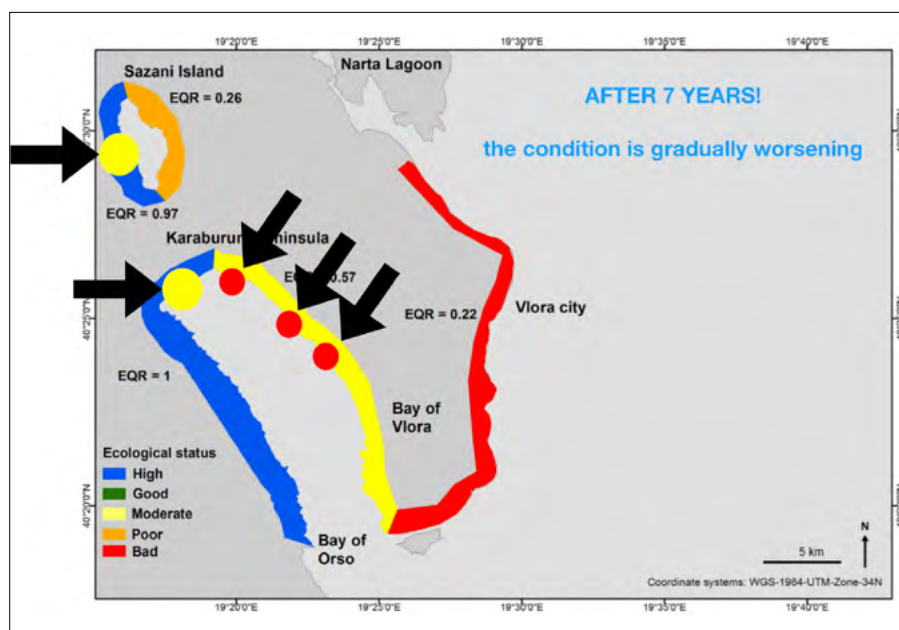 19°20'0"E 19°25'0"E 19°30'0"E 19°35'0"E 19°40'0"E
Sazani Island
Narta Lagoon
EQR = 0.26
AFTER 7 YEARS!
the condition is gradually worsening
EQR = 0.97
0.57
EQR = 0.22
Vlora city
40°25'0"N
EQR = 1
Bay of
Vlora
Ecological status
High
Good
Moderate
Poor
Bad
40°20'0"N
Bay of
Orso
N
5 km
Coordinate systems: WGS-1984-UTM-Zone-34N
19°20'0"E 19°25'0"E 19°30'0"E 19°35'0"E 19°40'0"E